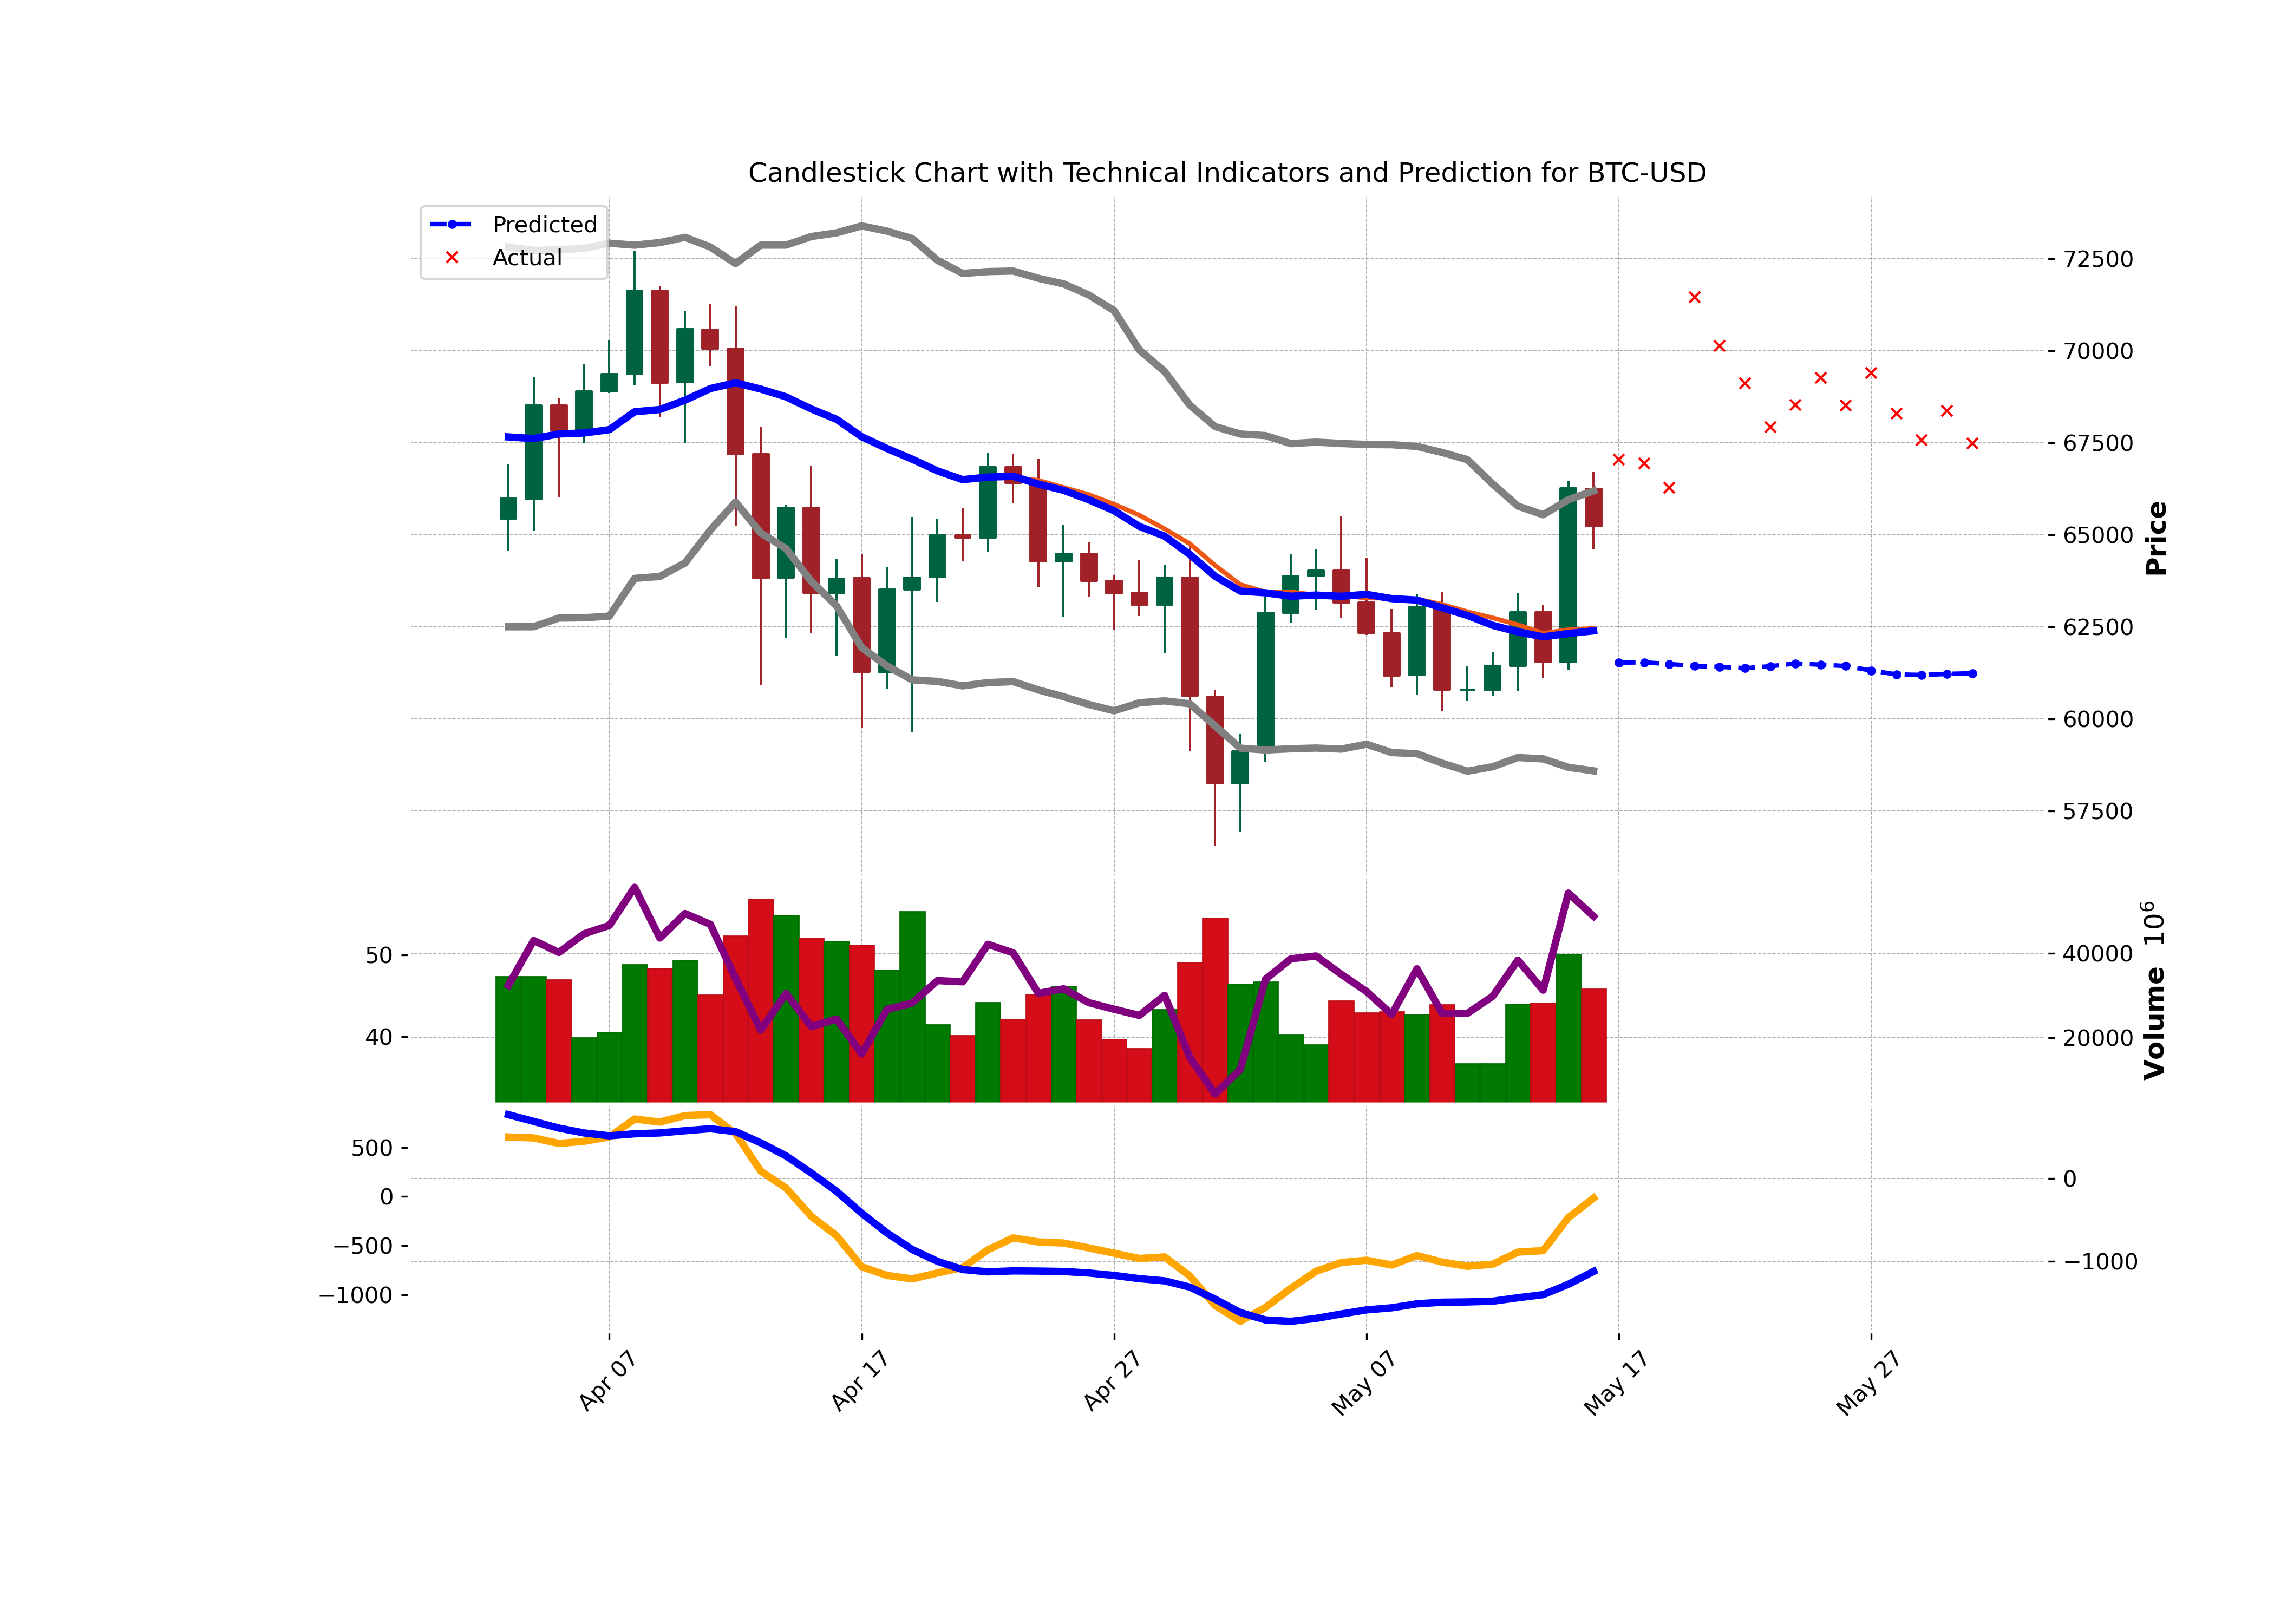 Candlestick Chart with Technical Indicators and Prediction for BTC-USD
Predicted
Actual
72500
70000
67500
65000
62500
60000
57500
Price
50
40
40000
20000
Volume 10^6
500
0
−500
−1000
0
−1000
Apr 07
Apr 17
Apr 27
May 07
May 17
May 27